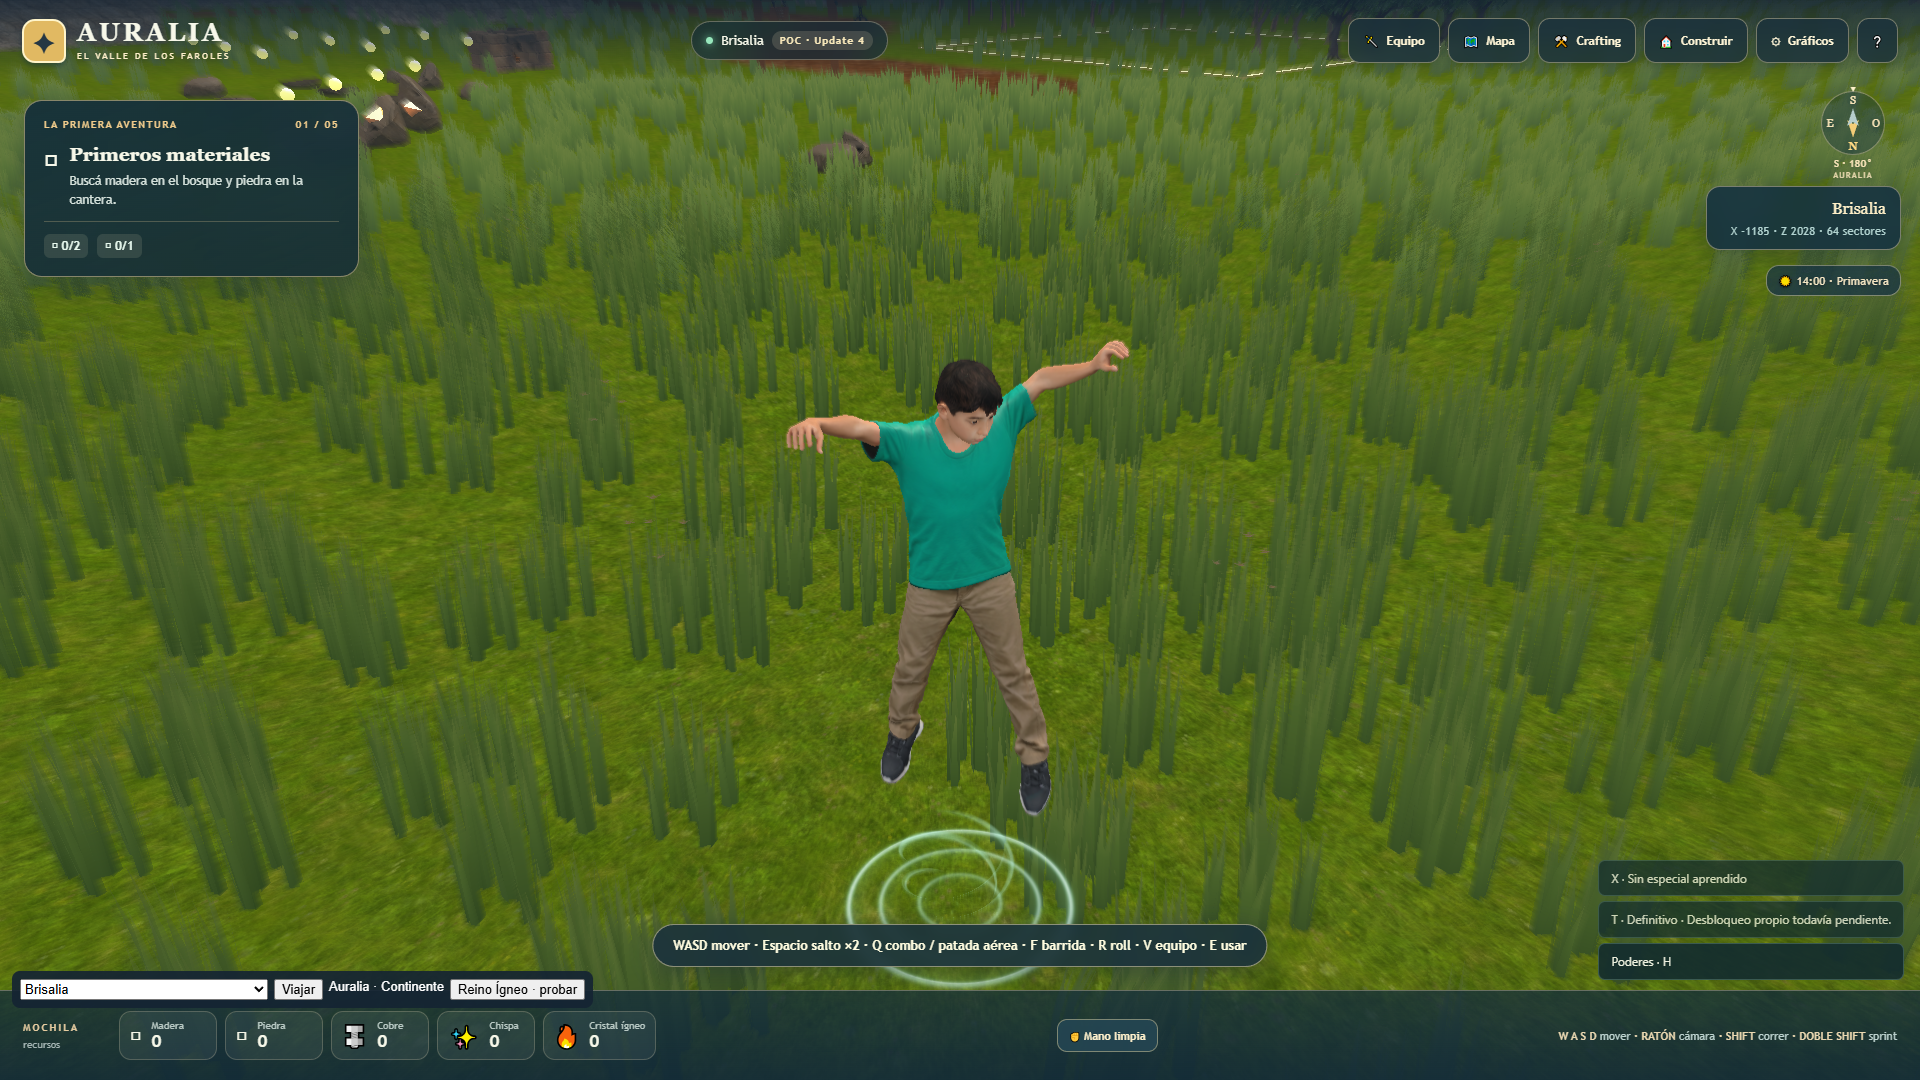 AURALIA
EL VALLE DE LOS FAROLES
Brisalia POC · Update 4
Equipo
Mapa
Crafting
Construir
Gráficos
?
LA PRIMERA AVENTURA 01 / 05
Primeros materiales
Buscá madera en el bosque y piedra en la
cantera.
0/2 0/1
S
E O
N
S · 180°
AURALIA
Brisalia
X -1185 · Z 2028 · 64 sectores
14:00 · Primavera
X · Sin especial aprendido
T · Definitivo · Desbloqueo propio todavía pendiente.
Poderes · H
WASD mover · Espacio salto ×2 · Q combo / patada aérea · F barrida · R roll · V equipo · E usar
Brisalia Viajar Auralia · Continente Reino Ígneo · probar
MOCHILA
recursos
Madera
0
Piedra
0
Cobre
0
Chispa
0
Cristal ígneo
0
Mano limpia
W A S D mover · RATÓN cámara · SHIFT correr · DOBLE SHIFT sprint